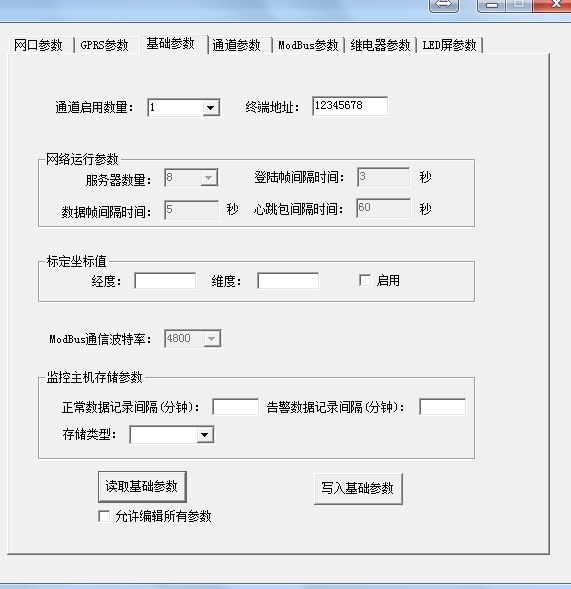 网口参数 GPRS参数 基础参数 通道参数 ModBus参数 继电器参数 LED屏参数
通道启用数量： 1 终端地址： 12345678
网络运行参数
服务器数量： 8 登陆帧间隔时间： 3 秒
数据帧间隔时间： 5 秒 心跳包间隔时间： 60 秒
标定坐标值
经度： 维度： 启用
ModBus通信波特率： 4800
监控主机存储参数
正常数据记录间隔(分钟)： 告警数据记录间隔(分钟)：
存储类型：
读取基础参数 写入基础参数
允许编辑所有参数